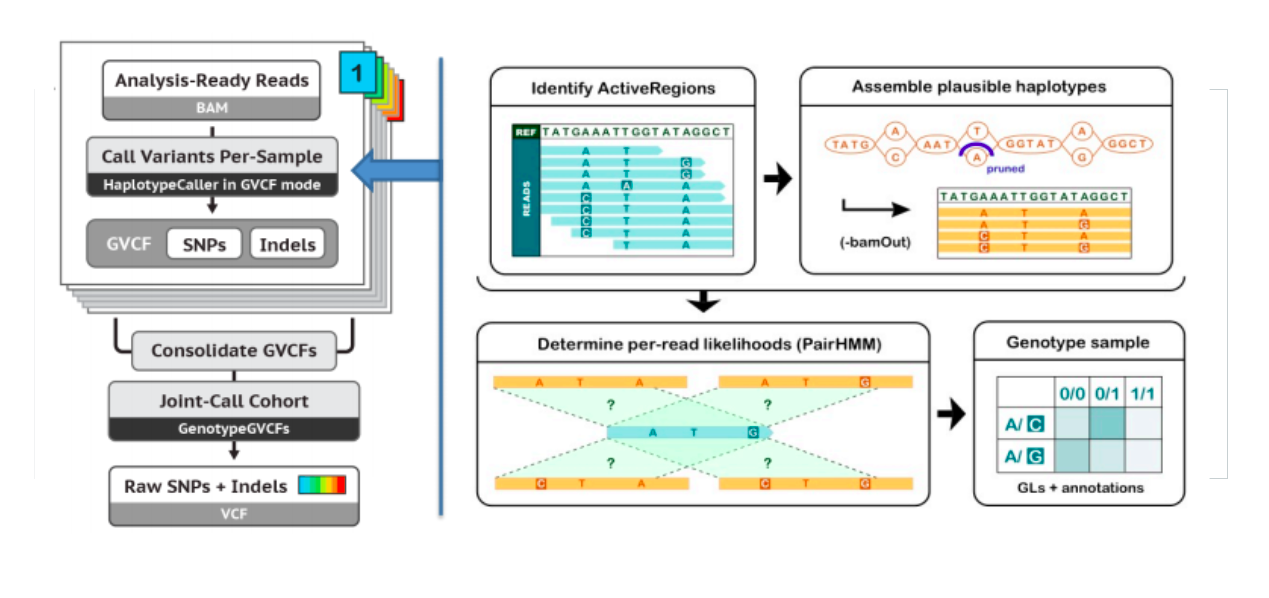 1
Analysis-Ready Reads
BAM
Call Variants Per-Sample
HaplotypeCaller in GVCF mode
GVCF
SNPs
Indels
Consolidate GVCFs
Joint-Call Cohort
GenotypeGVCFs
Raw SNPs + Indels
VCF
Identify ActiveRegions
REF TATGAAATTGGTATAGGCT
READS
A T
A T G
A T G
A A A
C T A
C T A
C T A
C T A
T A
Assemble plausible haplotypes
A T A
TATG AAT GGTAT GGCT
C A G
pruned
(-bamOut)
TATGAAATTGGTATAGGCT
A T A
A T G
C T A
C T G
Determine per-read likelihoods (PairHMM)
A T A A T G
? ?
A T G
? ?
C T A C T G
Genotype sample
0/0 0/1 1/1
A/ C
A/ G
GLs + annotations